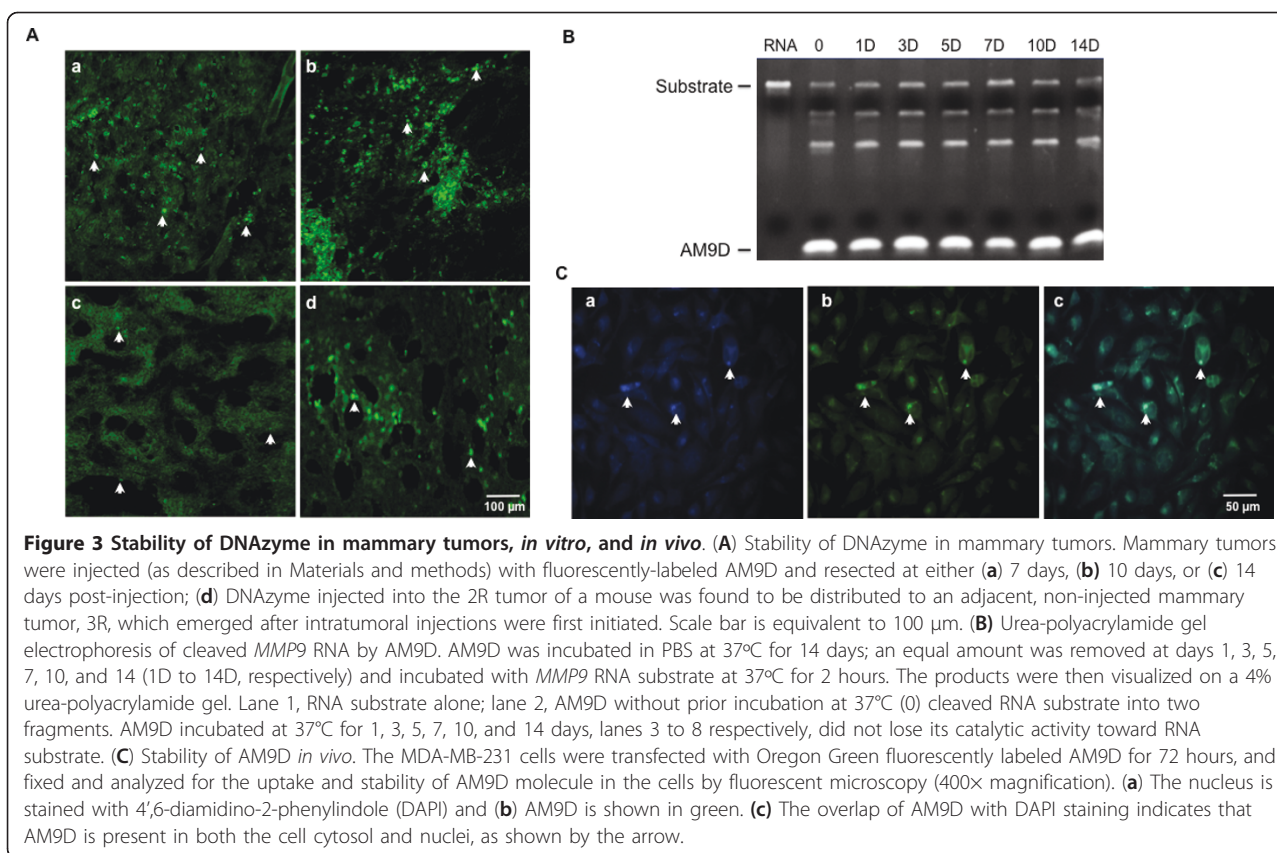 A
a
b
c
d
100 µm
B
RNA 0 1D 3D 5D 7D 10D 14D
Substrate
AM9D
C
a
b
c
50 µm
Figure 3 Stability of DNAzyme in mammary tumors, in vitro, and in vivo. (A) Stability of DNAzyme in mammary tumors. Mammary tumors
were injected (as described in Materials and methods) with fluorescently-labeled AM9D and resected at either (a) 7 days, (b) 10 days, or (c) 14
days post-injection; (d) DNAzyme injected into the 2R tumor of a mouse was found to be distributed to an adjacent, non-injected mammary
tumor, 3R, which emerged after intratumoral injections were first initiated. Scale bar is equivalent to 100 µm. (B) Urea-polyacrylamide gel
electrophoresis of cleaved MMP9 RNA by AM9D. AM9D was incubated in PBS at 37ºC for 14 days; an equal amount was removed at days 1, 3, 5,
7, 10, and 14 (1D to 14D, respectively) and incubated with MMP9 RNA substrate at 37ºC for 2 hours. The products were then visualized on a 4%
urea-polyacrylamide gel. Lane 1, RNA substrate alone; lane 2, AM9D without prior incubation at 37°C (0) cleaved RNA substrate into two
fragments. AM9D incubated at 37°C for 1, 3, 5, 7, 10, and 14 days, lanes 3 to 8 respectively, did not lose its catalytic activity toward RNA
substrate. (C) Stability of AM9D in vivo. The MDA-MB-231 cells were transfected with Oregon Green fluorescently labeled AM9D for 72 hours, and
fixed and analyzed for the uptake and stability of AM9D molecule in the cells by fluorescent microscopy (400× magnification). (a) The nucleus is
stained with 4′,6-diamidino-2-phenylindole (DAPI) and (b) AM9D is shown in green. (c) The overlap of AM9D with DAPI staining indicates that
AM9D is present in both the cell cytosol and nuclei, as shown by the arrow.